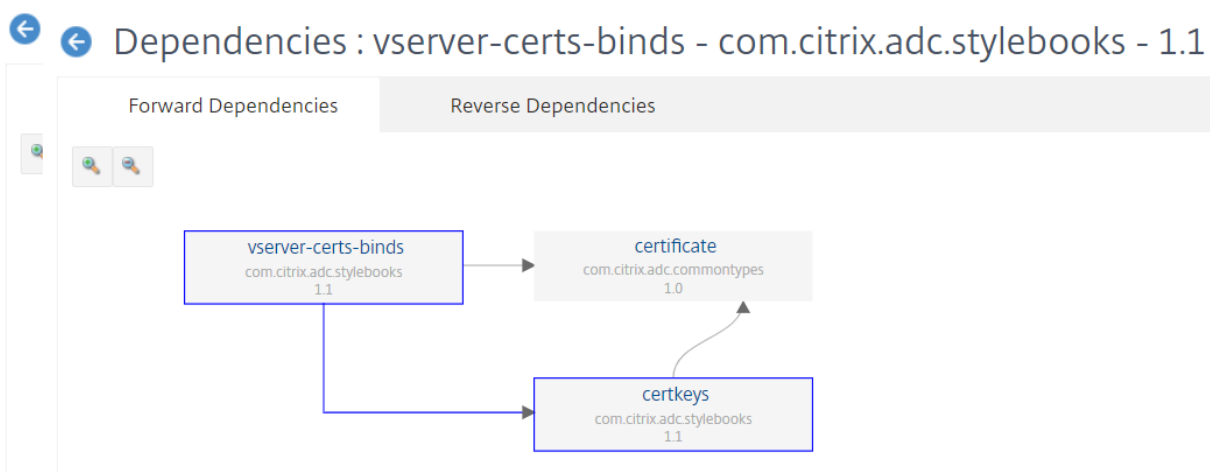 Dependencies : vserver-certs-binds - com.citrix.adc.stylebooks - 1.1
Forward Dependencies
Reverse Dependencies
vserver-certs-binds
com.citrix.adc.stylebooks
1.1
certificate
com.citrix.adc.commontypes
1.0
certkeys
com.citrix.adc.stylebooks
1.1